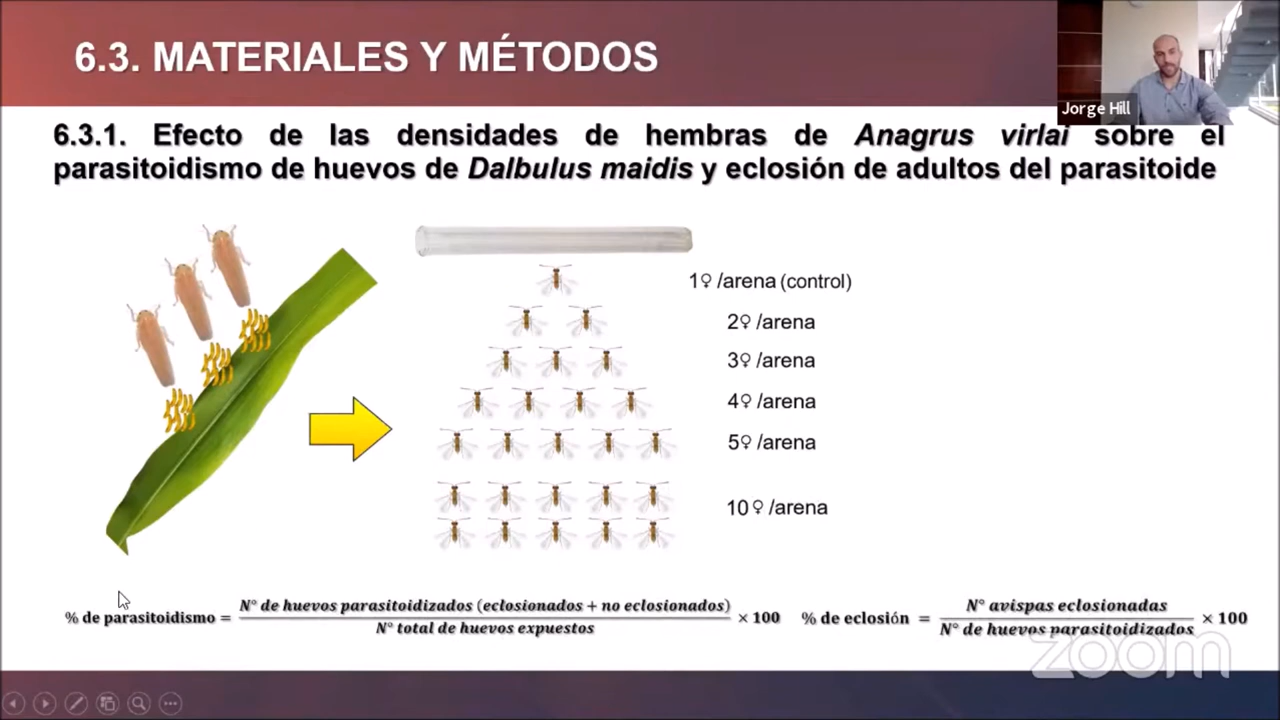 6.3. MATERIALES Y MÉTODOS
Jorge Hill
6.3.1. Efecto de las densidades de hembras de Anagrus virlai sobre el
parasitoidismo de huevos de Dalbulus maidis y eclosión de adultos del parasitoide
1♀ /arena (control)
2♀ /arena
3♀ /arena
4♀ /arena
5♀ /arena
10♀ /arena
% de parasitoidismo = N° de huevos parasitoidizados (eclosionados + no eclosionados) / N° total de huevos expuestos × 100
% de eclosión = N° avispas eclosionadas / N° de huevos parasitoidizados × 100
zoom